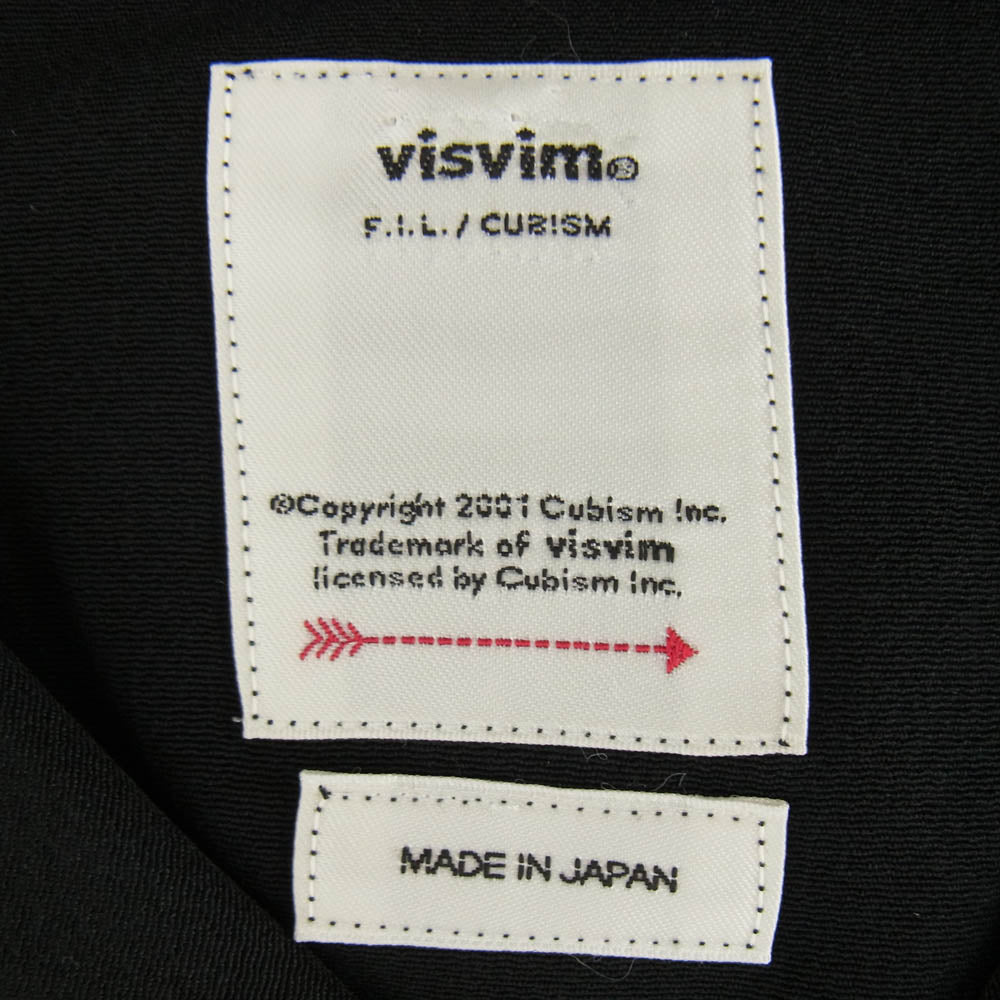 visvim®
F.I.L. / CUBISM
®Copyright 2001 Cubism Inc.
Trademark of visvim
licensed by Cubism Inc.
MADE IN JAPAN